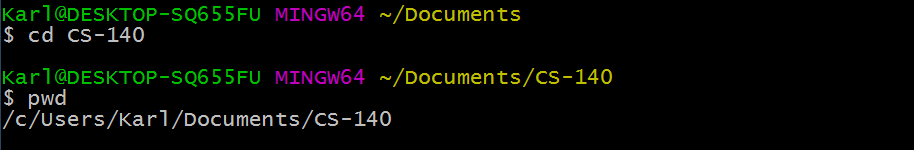 Karl@DESKTOP-SQ655FU MINGW64 ~/Documents
$ cd CS-140
Karl@DESKTOP-SQ655FU MINGW64 ~/Documents/CS-140
$ pwd
/c/Users/Karl/Documents/CS-140